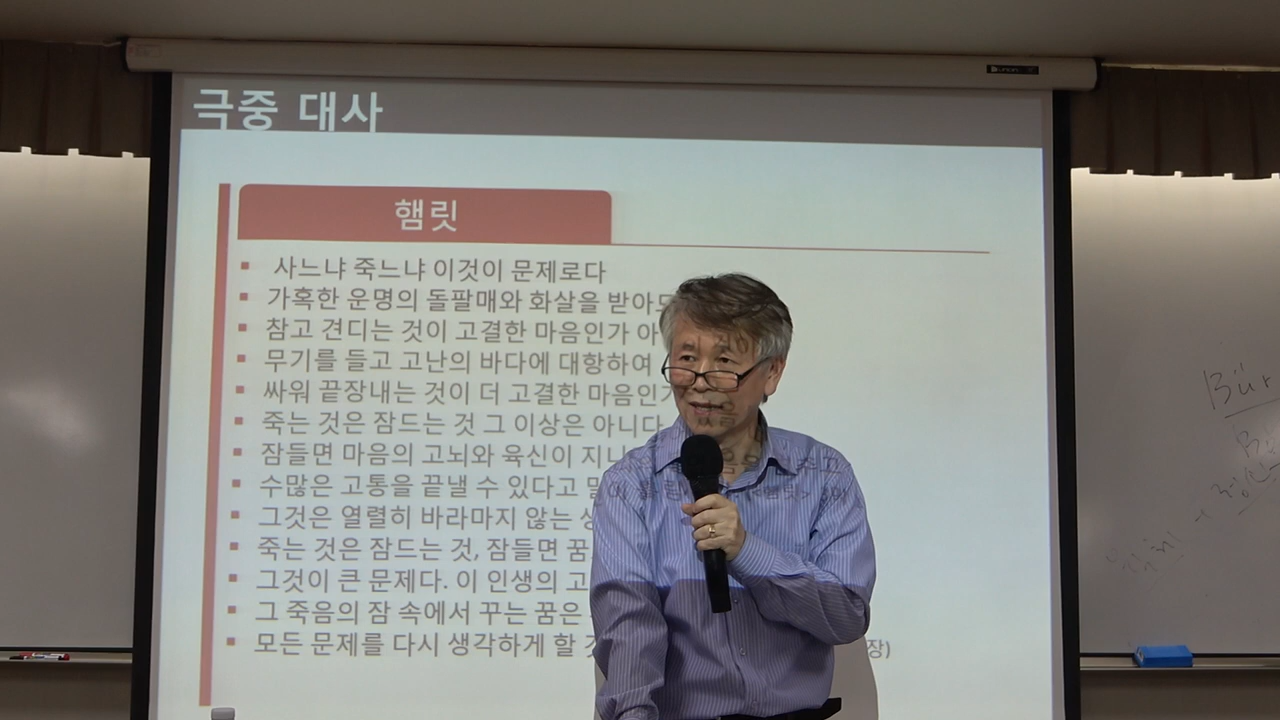 극중 대사
햄릿
사느냐 죽느냐 이것이 문제로다
가혹한 운명의 돌팔매와 화살을 받아도
참고 견디는 것이 고결한 마음인가 아
무기를 들고 고난의 바다에 대항하여
싸워 끝장내는 것이 더 고결한 마음인가
죽는 것은 잠드는 것 그 이상은 아니다
잠들면 마음의 고뇌와 육신이 지니
수많은 고통을 끝낼 수 있다고
그것은 열렬히 바라마지 않는
죽는 것은 잠드는 것, 잠들면 꿈
그것이 큰 문제다. 이 인생의 고
그 죽음의 잠 속에서 꾸는 꿈은
모든 문제를 다시 생각하게 할 장)